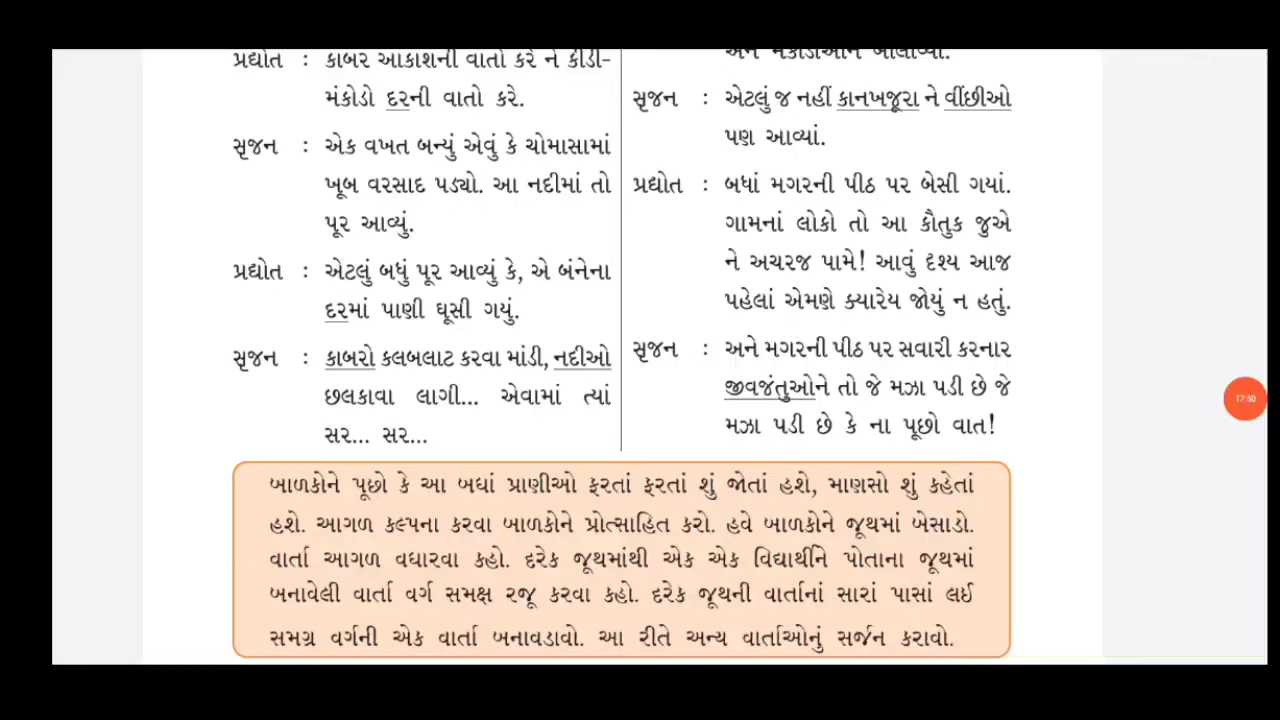 પ્રદ્યોત : કાબર આકાશની વાતો કરે ને કીડી-
મંકોડો દરની વાતો કરે.
સૃજન : એક વખત બન્યું એવું કે ચોમાસામાં
ખૂબ વરસાદ પડ્યો. આ નદીમાં તો
પૂર આવ્યું.
પ્રદ્યોત : એટલું બધું પૂર આવ્યું કે, એ બંનેના
દરમાં પાણી ઘૂસી ગયું.
સૃજન : કાબરો કલબલાટ કરવા માંડી, નદીઓ
છલકાવા લાગી... એવામાં ત્યાં
સર... સર...
અને મંકોડાઓને બોલાવ્યા.
સૃજન : એટલું જ નહીં કાનખજૂરા ને વીંછીઓ
પણ આવ્યાં.
પ્રદ્યોત : બધાં મગરની પીઠ પર બેસી ગયાં.
ગામનાં લોકો તો આ કૌતુક જુએ
ને અચરજ પામે! આવું દૃશ્ય આજ
પહેલાં એમણે ક્યારેય જોયું ન હતું.
સૃજન : અને મગરની પીઠ પર સવારી કરનાર
જીવજંતુઓને તો જે મઝા પડી છે જે
મઝા પડી છે કે ના પૂછો વાત!
બાળકોને પૂછો કે આ બધાં પ્રાણીઓ ફરતાં ફરતાં શું જોતાં હશે, માણસો શું કહેતાં
હશે. આગળ કલ્પના કરવા બાળકોને પ્રોત્સાહિત કરો. હવે બાળકોને જૂથમાં બેસાડો.
વાર્તા આગળ વધારવા કહો. દરેક જૂથમાંથી એક એક વિદ્યાર્થીને પોતાના જૂથમાં
બનાવેલી વાર્તા વર્ગ સમક્ષ રજૂ કરવા કહો. દરેક જૂથની વાર્તાનાં સારાં પાસાં લઈ
સમગ્ર વર્ગની એક વાર્તા બનાવડાવો. આ રીતે અન્ય વાર્તાઓનું સર્જન કરાવો.
17:50